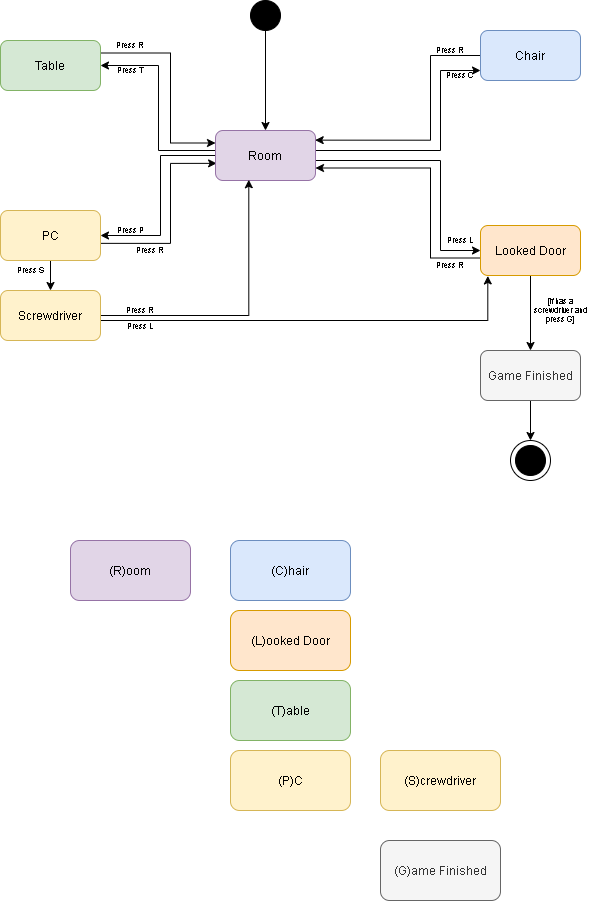 Press R
Table
Press T
Press R
Chair
Press C
Room
Press P
PC
Press R
Press S
Press L
Looked Door
Press R
Screwdriver
Press R
Press L
[If has a
screwdriver and
press G]
Game Finished
(R)oom
(C)hair
(L)ooked Door
(T)able
(P)C
(S)crewdriver
(G)ame Finished